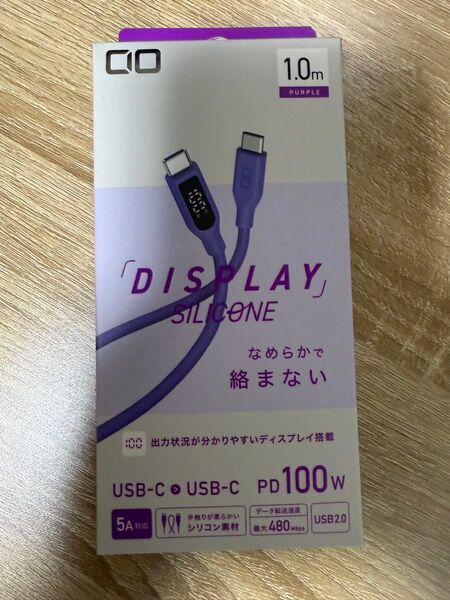 CIO
1.0m
PURPLE
「DISPLAY」
SILICONE
なめらかで
絡まない
100 出力状況が分かりやすいディスプレイ搭載
USB-C USB-C PD100W
5A対応
手触りが柔らかい
シリコン素材
データ転送速度
最大480Mbps
USB2.0